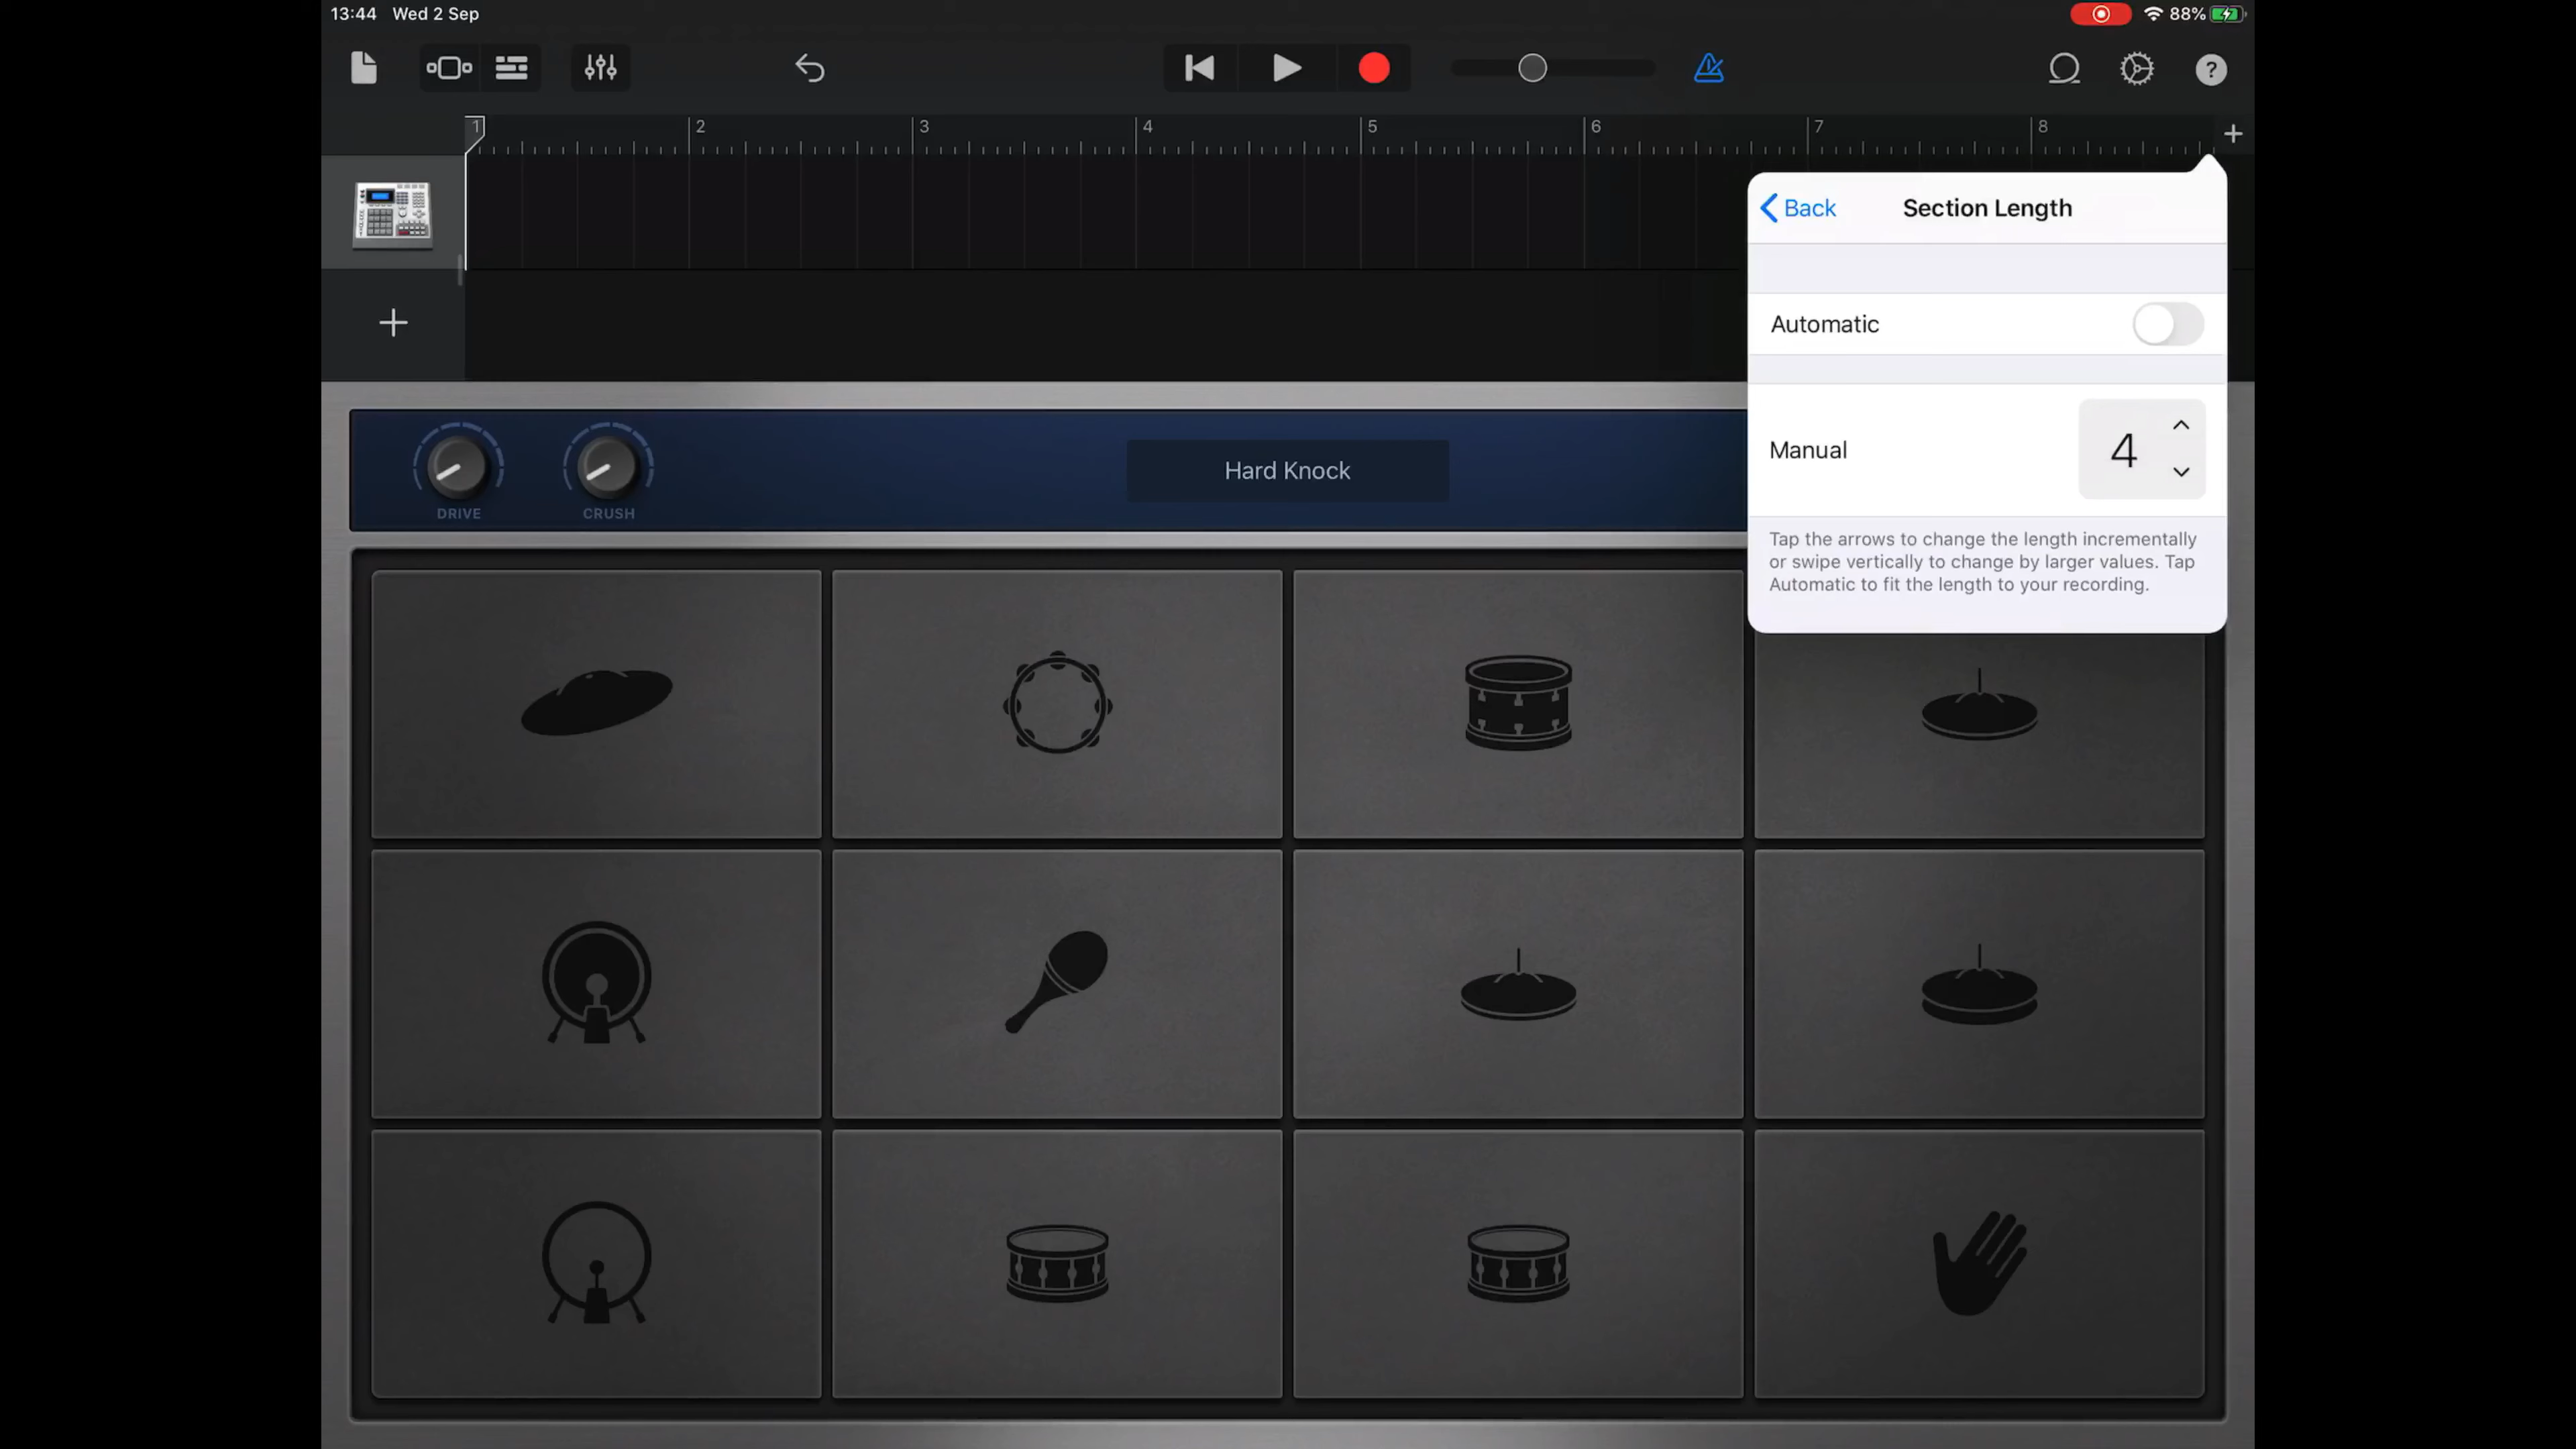 13:44 Wed 2 Sep
88%
?
1 2 3 4 5 6 7 8
Back Section Length
Automatic
Manual 4
Tap the arrows to change the length incrementally
or swipe vertically to change by larger values. Tap
Automatic to fit the length to your recording.
Hard Knock
DRIVE CRUSH